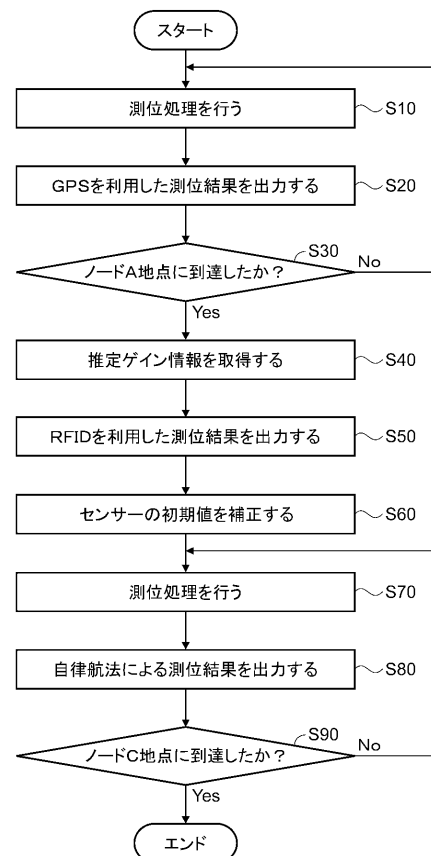 スタート
測位処理を行う
S10
GPSを利用した測位結果を出力する
S20
ノードA地点に到達したか?
S30
No
Yes
推定ゲイン情報を取得する
S40
RFIDを利用した測位結果を出力する
S50
センサーの初期値を補正する
S60
測位処理を行う
S70
自律航法による測位結果を出力する
S80
ノードC地点に到達したか?
S90
No
Yes
エンド